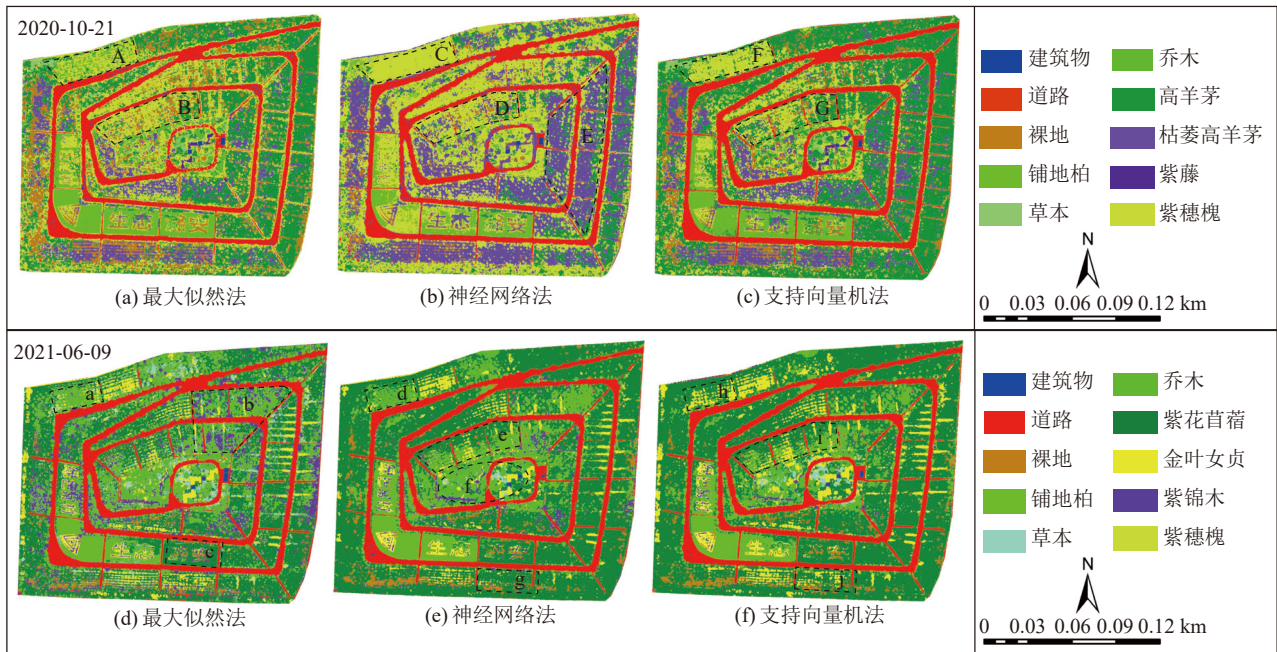 2020-10-21
A
B
C
D
E
F
G
生态
(a) 最大似然法
(b) 神经网络法
(c) 支持向量机法
建筑物
乔木
道路
高羊茅
裸地
枯萎高羊茅
铺地柏
紫藤
草本
紫穗槐
N
0 0.03 0.06 0.09 0.12 km
2021-06-09
a
b
c
d
e
f
g
h
i
j
(d) 最大似然法
(e) 神经网络法
(f) 支持向量机法
建筑物
乔木
道路
紫花苜蓿
裸地
金叶女贞
铺地柏
紫锦木
草本
紫穗槐
N
0 0.03 0.06 0.09 0.12 km